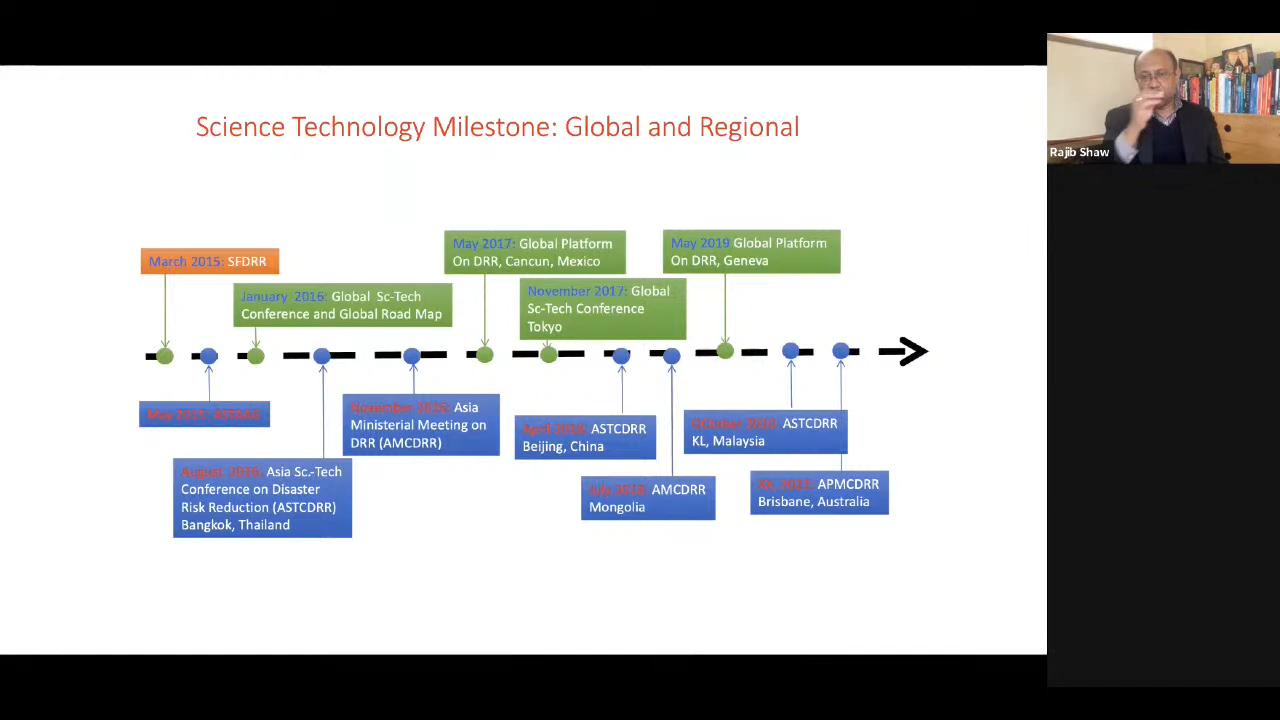 Science Technology Milestone: Global and Regional
Rajib Shaw
March 2015: SFDRR
January 2016: Global Sc-Tech
Conference and Global Road Map
May 2017: Global Platform
On DRR, Cancun, Mexico
November 2017: Global
Sc-Tech Conference
Tokyo
May 2019 Global Platform
On DRR, Geneva
May 2015:
August 2016: Asia Sc.-Tech
Conference on Disaster
Risk Reduction (ASTCDRR)
Bangkok, Thailand
November 2016: Asia
Ministerial Meeting on
DRR (AMCDRR)
April 2018: ASTCDRR
Beijing, China
July 2018: AMCDRR
Mongolia
OCtober 2020: ASTCDRR
KL, Malaysia
XX, 2021: APMCDRR
Brisbane, Australia